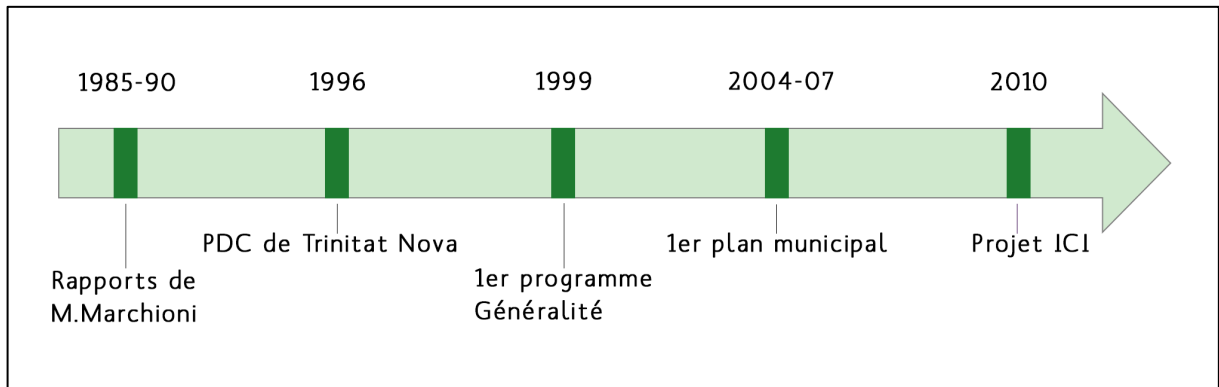 1985-90
1996
1999
2004-07
2010
PDC de Trinitat Nova
1er plan municipal
Projet ICI
Rapports de
M.Marchioni
1er programme
Généralité